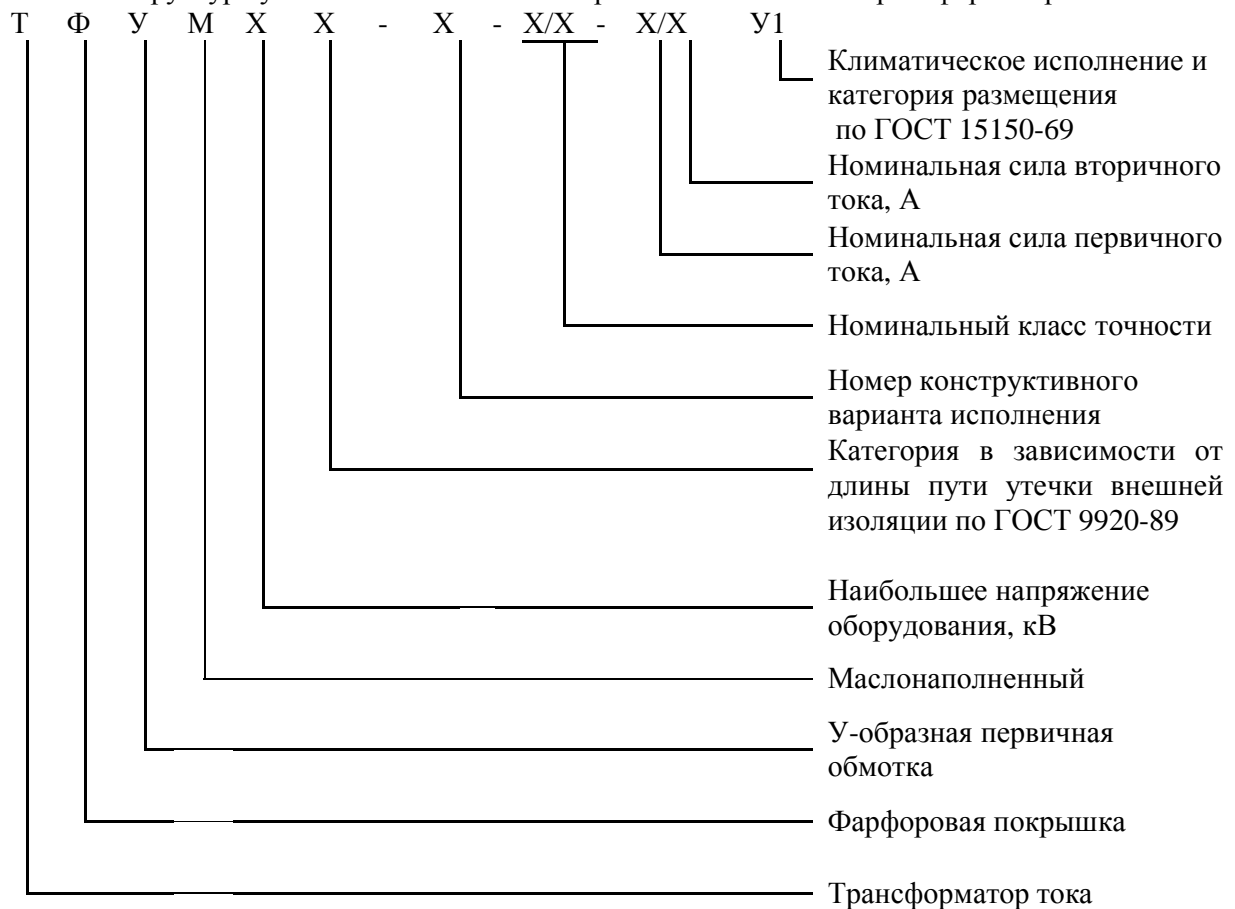 Т Ф У М Х Х - Х - Х/Х - Х/Х У1
Климатическое исполнение и
категория размещения
по ГОСТ 15150-69
Номинальная сила вторичного
тока, А
Номинальная сила первичного
тока, А
Номинальный класс точности
Номер конструктивного
варианта исполнения
Категория в зависимости от
длины пути утечки внешней
изоляции по ГОСТ 9920-89
Наибольшее напряжение
оборудования, кВ
Маслонаполненный
У-образная первичная
обмотка
Фарфоровая покрышка
Трансформатор тока